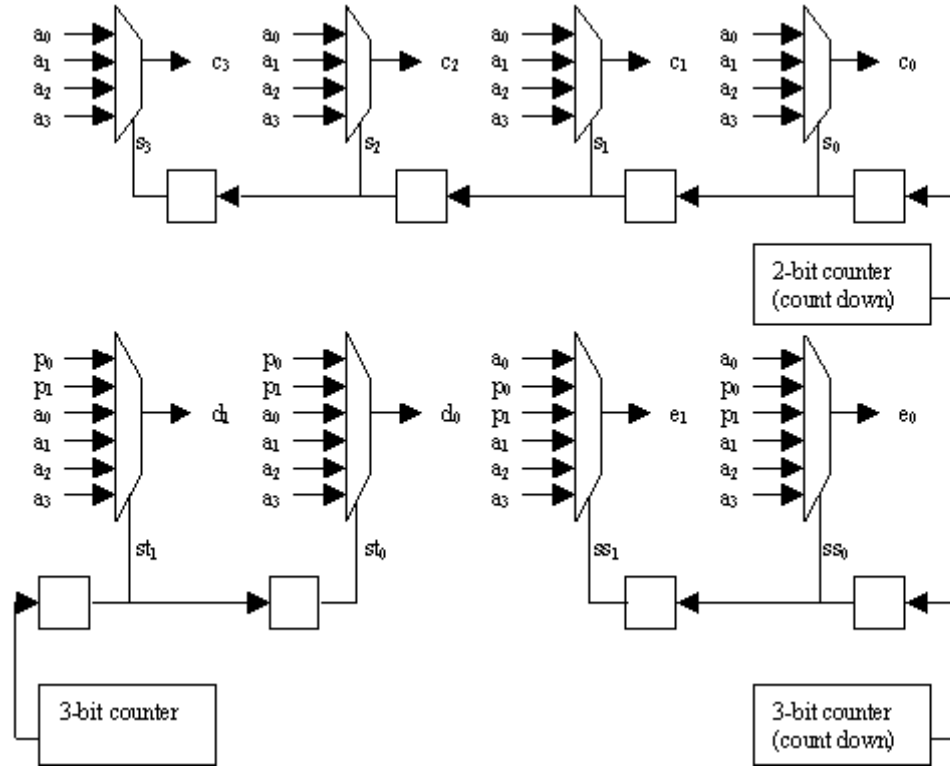 a₀ a₀ a₀ a₀
a₁ c₃ a₁ c₂ a₁ c₁ a₁ c₀
a₂ a₂ a₂ a₂
a₃ a₃ a₃ a₃
s₃ s₂ s₁ s₀
2-bit counter
(count down)
p₀ p₀ a₀ a₀
p₁ p₁ p₀ p₀
a₀ d₁ a₀ d₀ p₁ e₁ p₁ e₀
a₁ a₁ a₁ a₁
a₂ a₂ a₂ a₂
a₃ a₃ a₃ a₃
st₁ st₀ ss₁ ss₀
3-bit counter 3-bit counter
(count down)